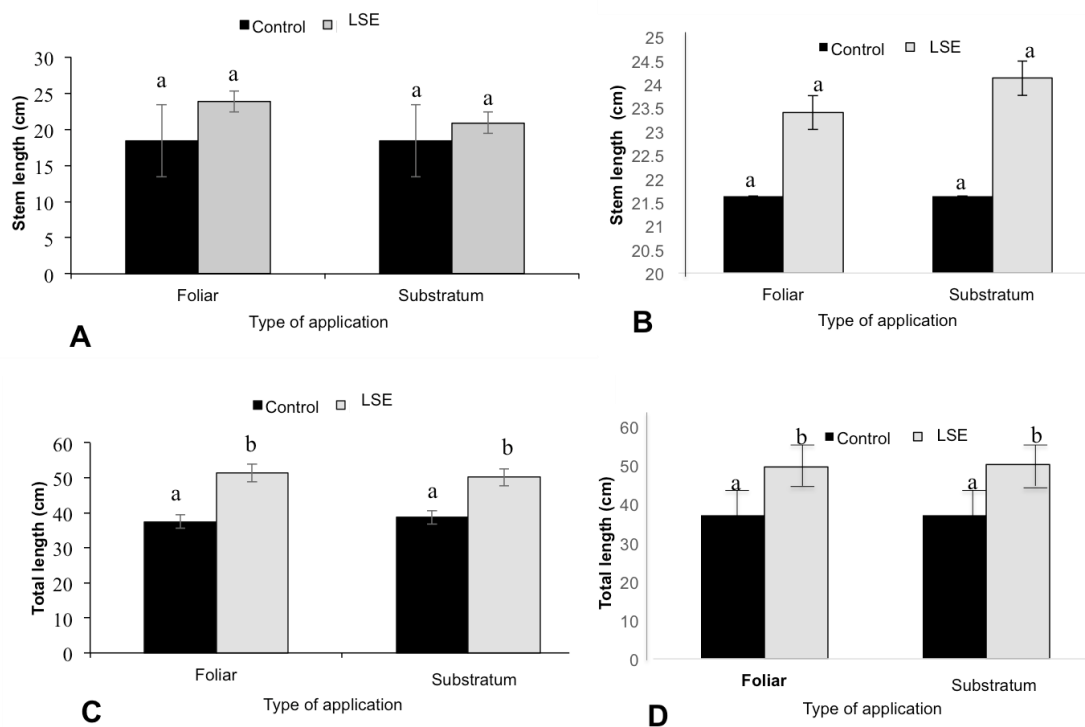 Control LSE
30
25
20
15
10
5
0
Stem length (cm)
a a a a
Foliar Substratum
Type of application
A
Control LSE
25
24.5
24
23.5
23
22.5
22
21.5
21
20.5
20
Stem length (cm)
a a a a
Foliar Substratum
Type of application
B
Control LSE
60
50
40
30
20
10
0
Total length (cm)
a b a b
Foliar Substratum
Type of application
C
Control LSE
60
50
40
30
20
10
0
Total length (cm)
a b a b
Foliar Substratum
Type of application
D